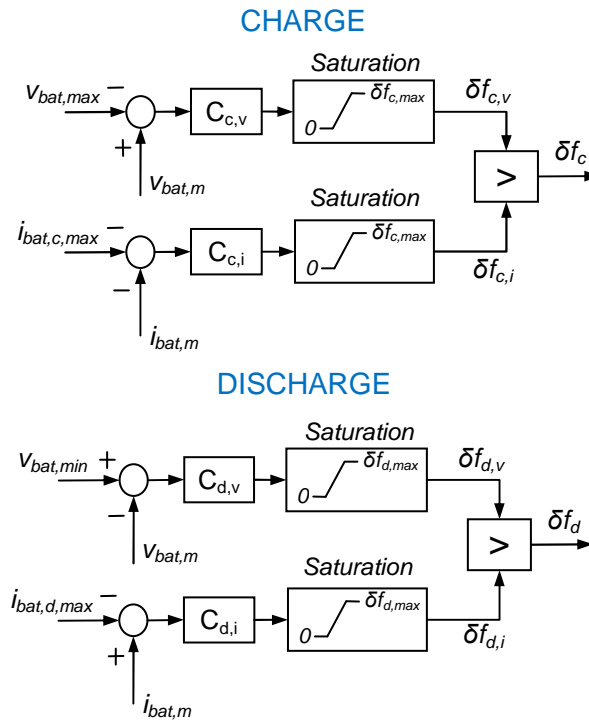 CHARGE
Saturation
v_bat,max
−
+
v_bat,m
C_c,v
0
δf_c,max
δf_c,v
>
δf_c
Saturation
i_bat,c,max
−
−
i_bat,m
C_c,i
0
δf_c,max
δf_c,i
DISCHARGE
Saturation
v_bat,min
+
−
v_bat,m
C_d,v
0
δf_d,max
δf_d,v
>
δf_d
Saturation
i_bat,d,max
−
+
i_bat,m
C_d,i
0
δf_d,max
δf_d,i